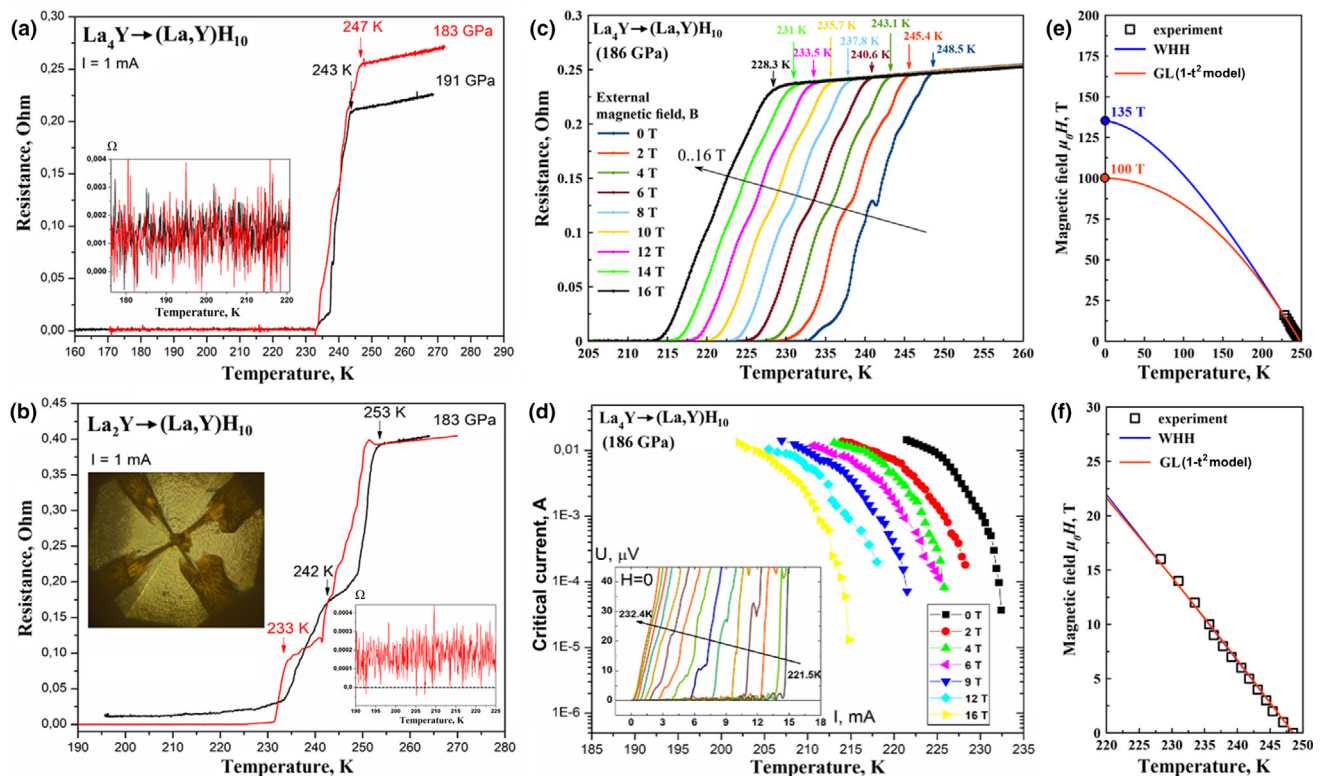 (a)
La₄Y→(La,Y)H₁₀
I = 1 mA
247 K
183 GPa
243 K
191 GPa
Resistance, Ohm
0,30
0,25
0,20
0,15
0,10
0,05
0,00
160 170 180 190 200 210 220 230 240 250 260 270 280 290
Temperature, K
Ω
0,004
0,003
0,002
0,001
0,000
180 190 200 210 220
Temperature, K
(b)
La₂Y→(La,Y)H₁₀
I = 1 mA
253 K
183 GPa
242 K
233 K
Resistance, Ohm
0,45
0,40
0,35
0,30
0,25
0,20
0,15
0,10
0,05
0,00
190 200 210 220 230 240 250 260 270 280
Temperature, K
Ω
0,0004
0,0003
0,0002
0,0001
0,0
190 195 200 205 210 215 220 225
Temperature, K
(c)
La₄Y→(La,Y)H₁₀
(186 GPa)
228.3 K
231 K
233.5 K
235.7 K
237.8 K
240.6 K
243.1 K
245.4 K
248.5 K
External
magnetic field, B
0 T
2 T
4 T
6 T
8 T
10 T
12 T
14 T
16 T
0..16 T
Resistance, Ohm
0.3
0.25
0.2
0.15
0.1
0.05
0
205 210 215 220 225 230 235 240 245 250 255 260
Temperature, K
(d)
La₄Y→(La,Y)H₁₀
(186 GPa)
Critical current, A
0,01
1E-3
1E-4
1E-5
1E-6
185 190 195 200 205 210 215 220 225 230 235
Temperature, K
U, μV
H=0
232.4K
221.5K
40
20
0
0 3 6 9 12 15 18
I, mA
0 T
2 T
4 T
6 T
9 T
12 T
16 T
(e)
experiment
WHH
GL (1-t² model)
135 T
100 T
Magnetic field μ₀H, T
200
175
150
125
100
75
50
25
0
0 50 100 150 200 250
Temperature, K
(f)
experiment
WHH
GL (1-t² model)
Magnetic field μ₀H, T
30
25
20
15
10
5
0
220 225 230 235 240 245 250
Temperature, K